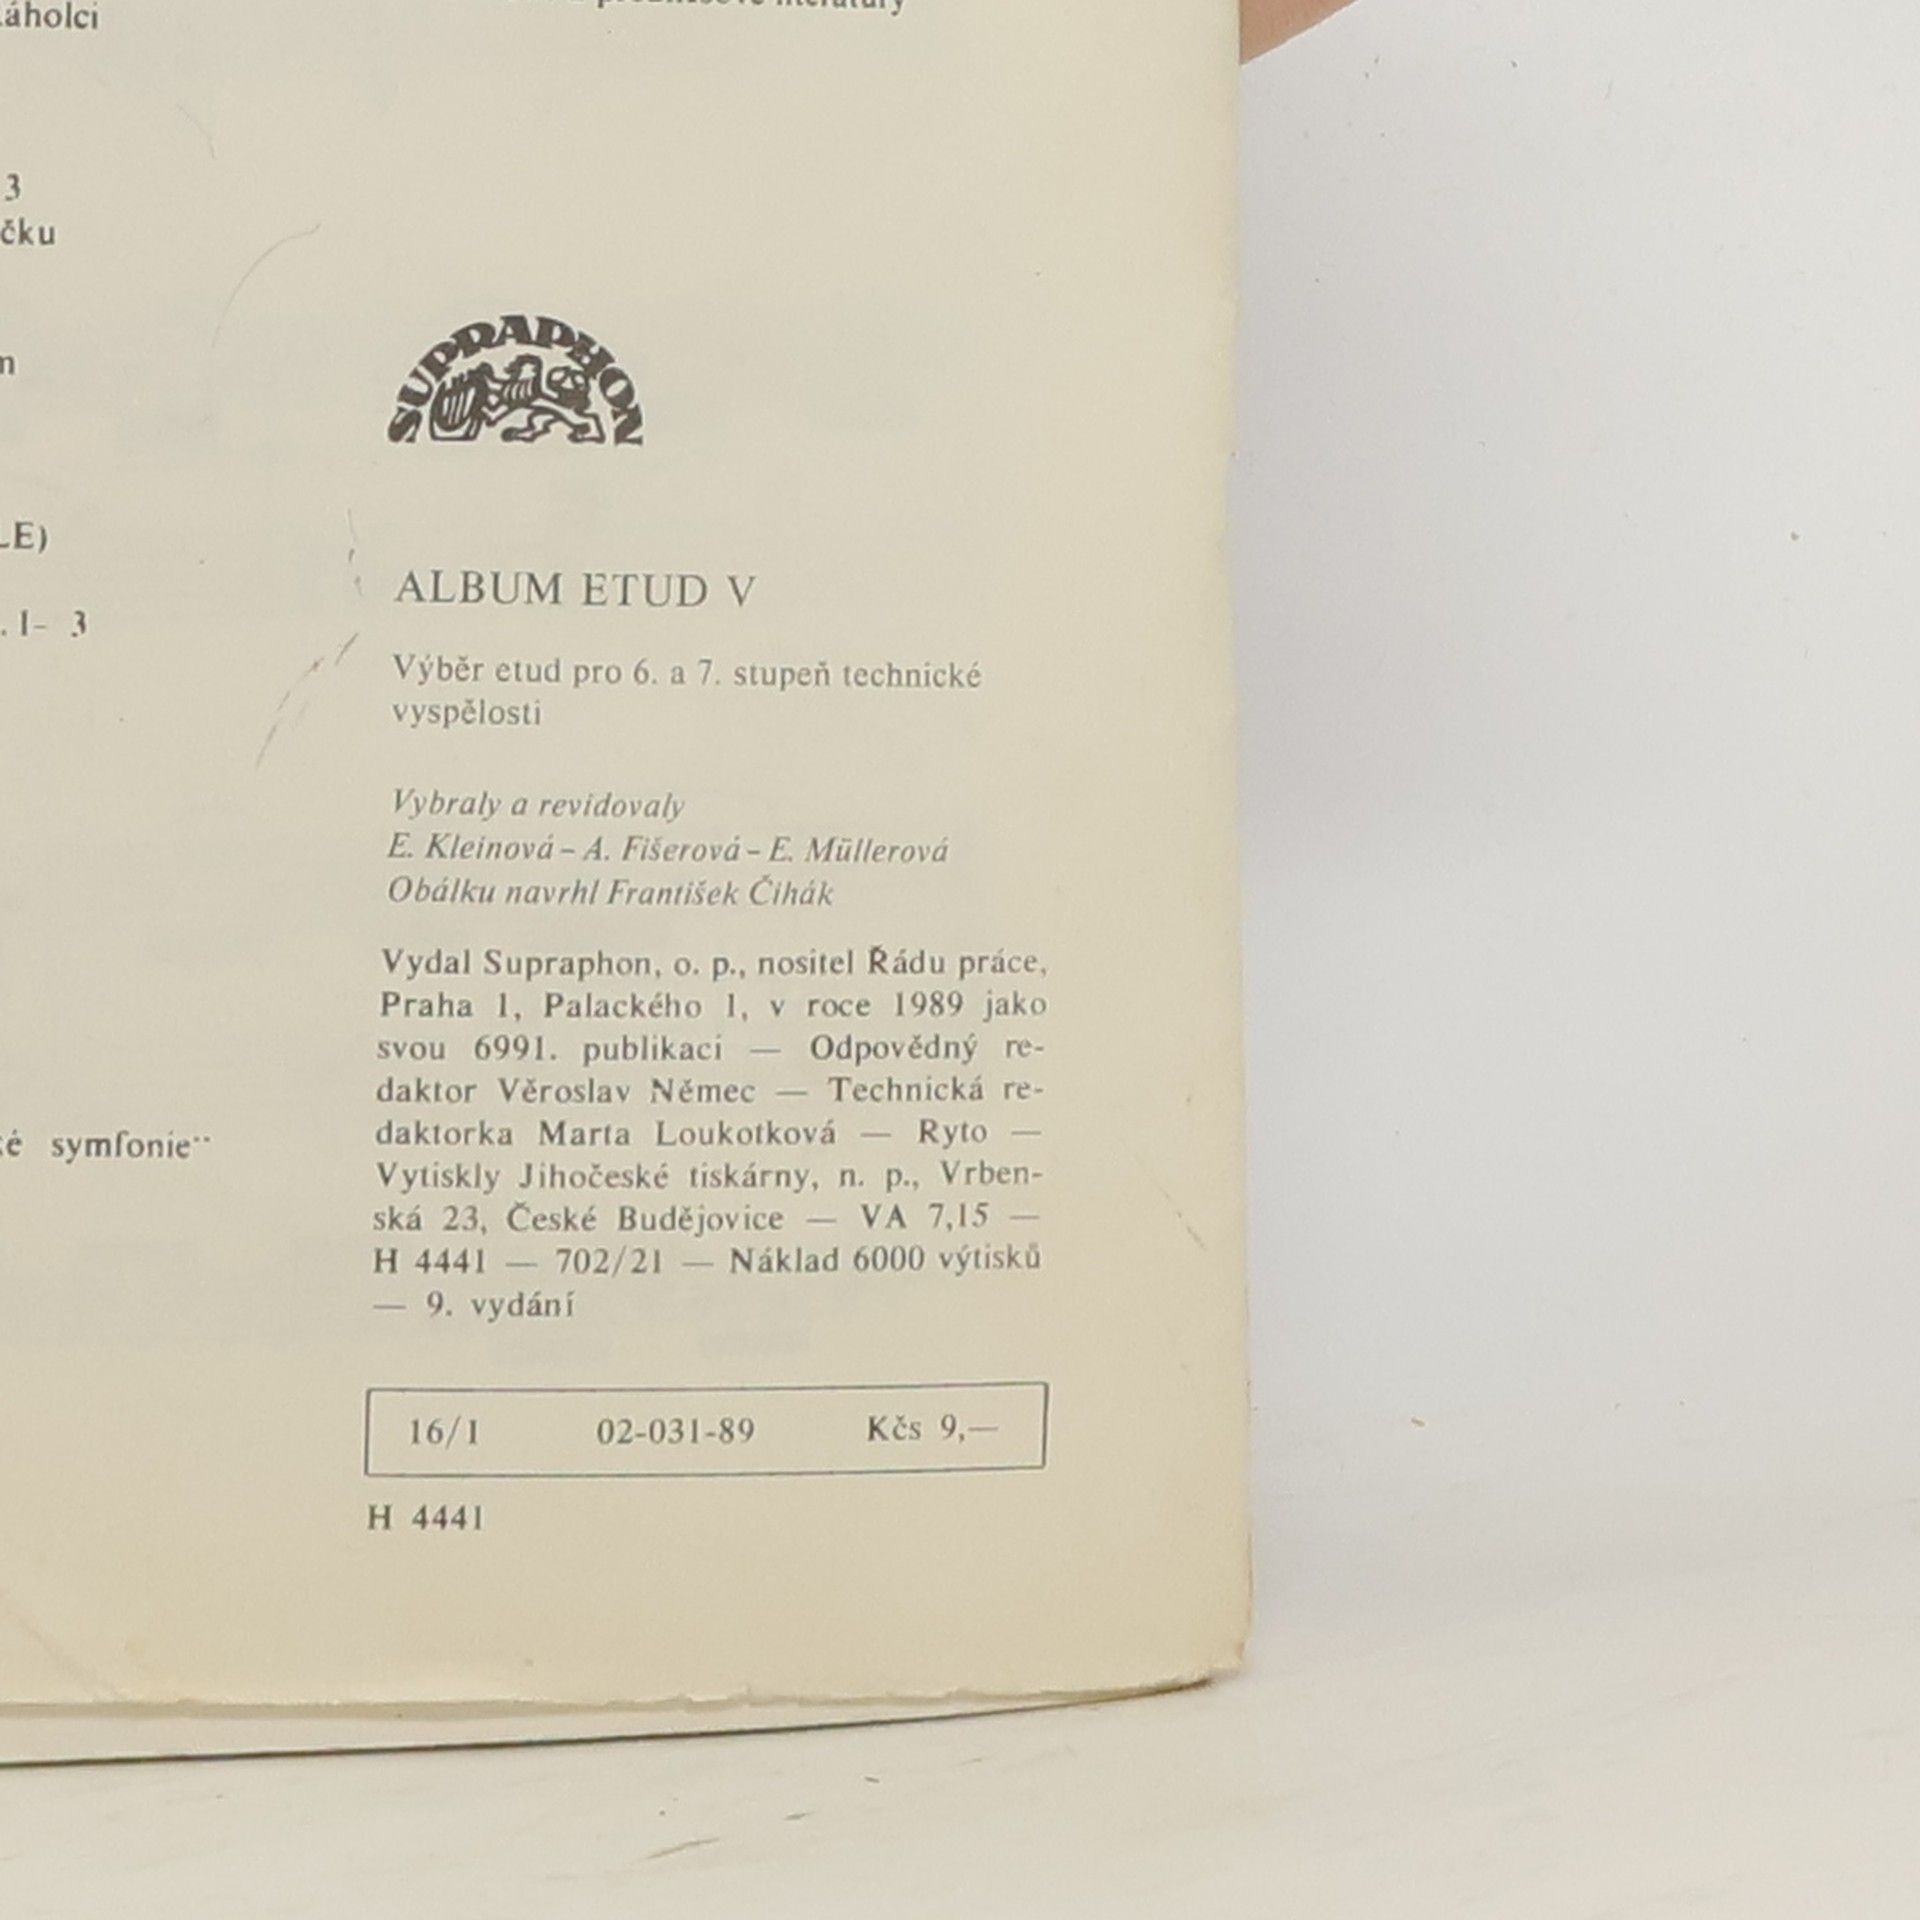 literatury
3
čku
m
SUPRAPHON
LE)
. 1- 3
ALBUM ETUD V
Výběr etud pro 6. a 7. stupeň technické
vyspělosti
Vybraly a revidovaly
E. Kleinová – A. Fišerová – E. Müllerová
Obálku navrhl František Čihák
Vydal Supraphon, o. p., nositel Řádu práce,
Praha 1, Palackého 1, v roce 1989 jako
svou 6991. publikaci — Odpovědný re-
daktor Věroslav Němec — Technická re-
daktorka Marta Loukotková — Ryto —
symfonie"
Vytiskly Jihočeské tiskárny, n. p., Vrben-
ská 23, České Budějovice — VA 7,15 —
H 4441 — 702/21 — Náklad 6000 výtisků
— 9. vydání
16/1 02-031-89 Kčs 9,—
H 4441